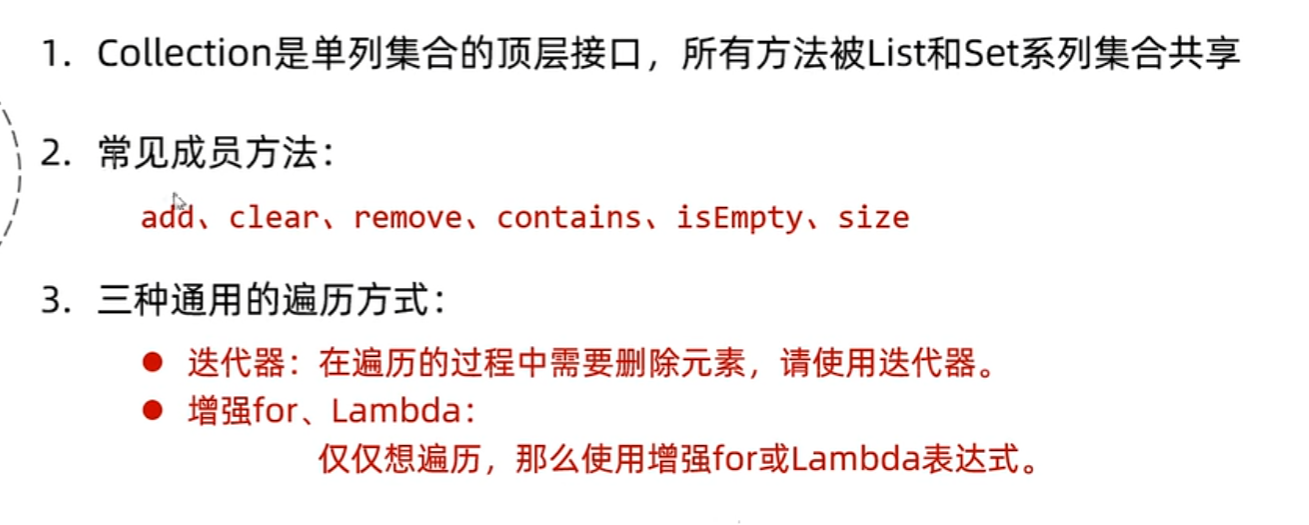 1. Collection是单列集合的顶层接口，所有方法被List和Set系列集合共享
2. 常见成员方法：
add、clear、remove、contains、isEmpty、size
3. 三种通用的遍历方式：
● 迭代器：在遍历的过程中需要删除元素，请使用迭代器。
● 增强for、Lambda：
仅仅想遍历，那么使用增强for或Lambda表达式。